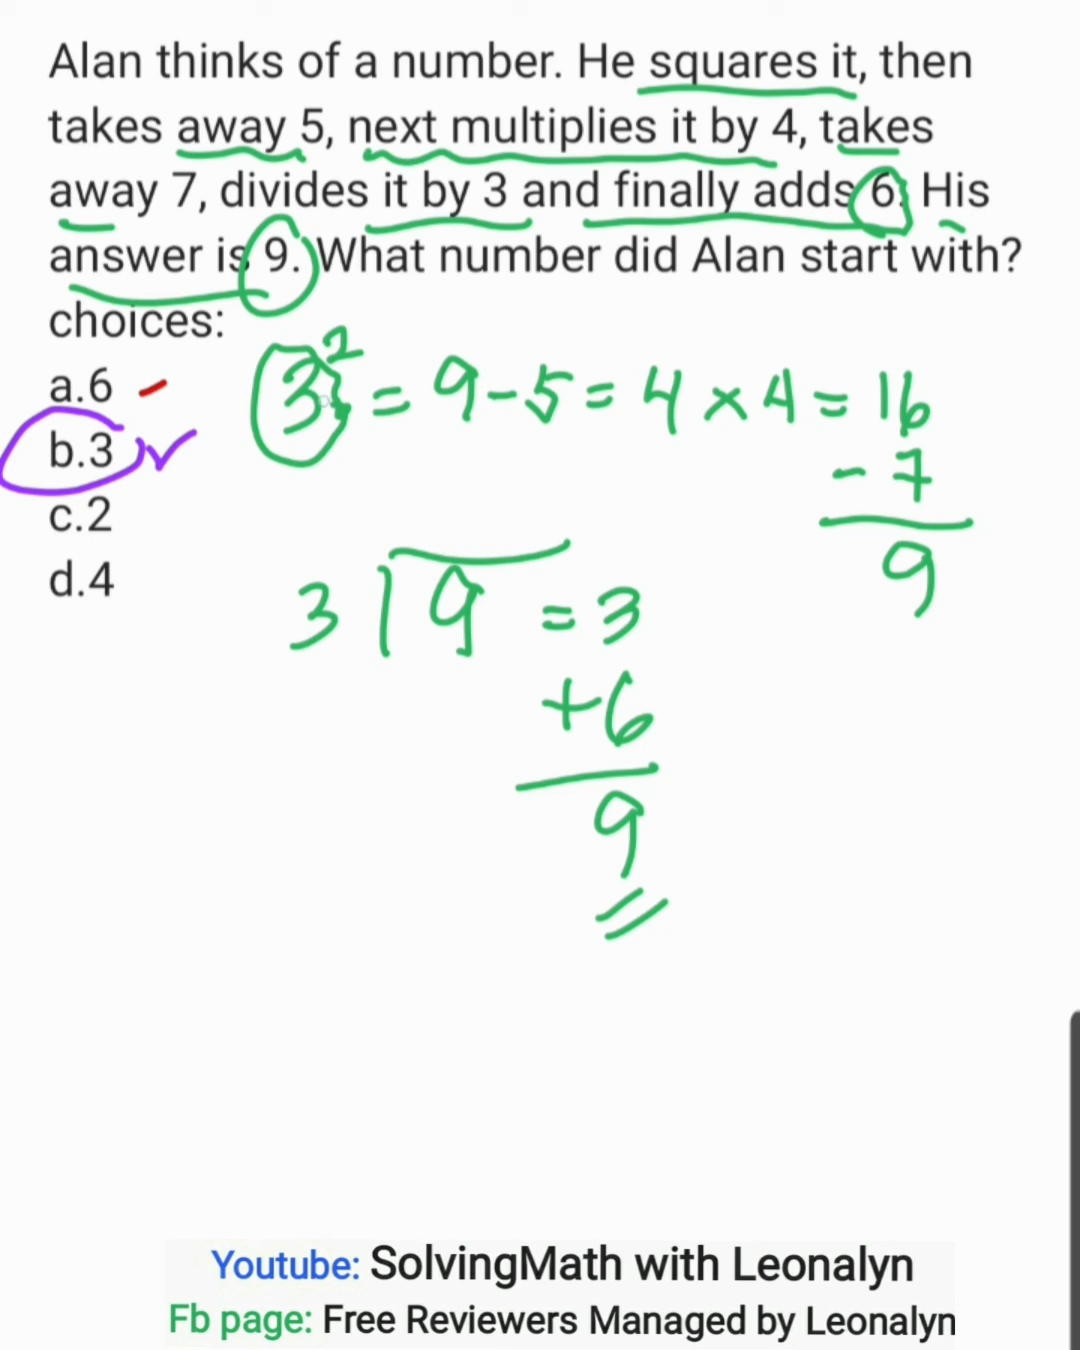 Alan thinks of a number. He squares it, then
takes away 5, next multiplies it by 4, takes
away 7, divides it by 3 and finally adds 6. His
answer is 9. What number did Alan start with?
choices:
a.6 -
b.3 ✓
c.2
d.4
3² = 9 - 5 = 4 × 4 = 16
- 7
9
3 9 = 3
+6
9
Youtube: SolvingMath with Leonalyn
Fb page: Free Reviewers Managed by Leonalyn